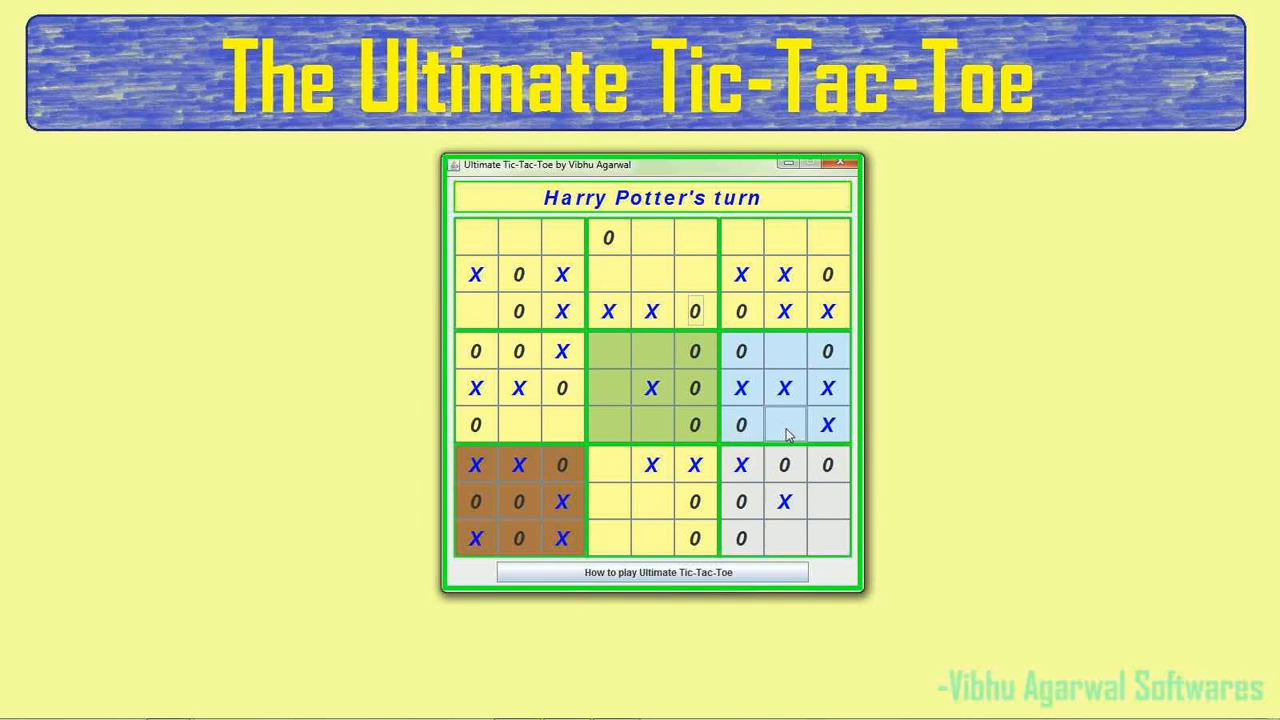 The Ultimate Tic-Tac-Toe
Ultimate Tic-Tac-Toe by Vibhu Agarwal
Harry Potter's turn
0
X 0 X X X 0
0 X X X 0 0 X X
0 0 X 0 0 0
X X 0 X 0 X X X
0 0 0 X
X X 0 X X X 0 0
0 0 X 0 0 X
X 0 X 0 0
How to play Ultimate Tic-Tac-Toe
-Vibhu Agarwal Softwares